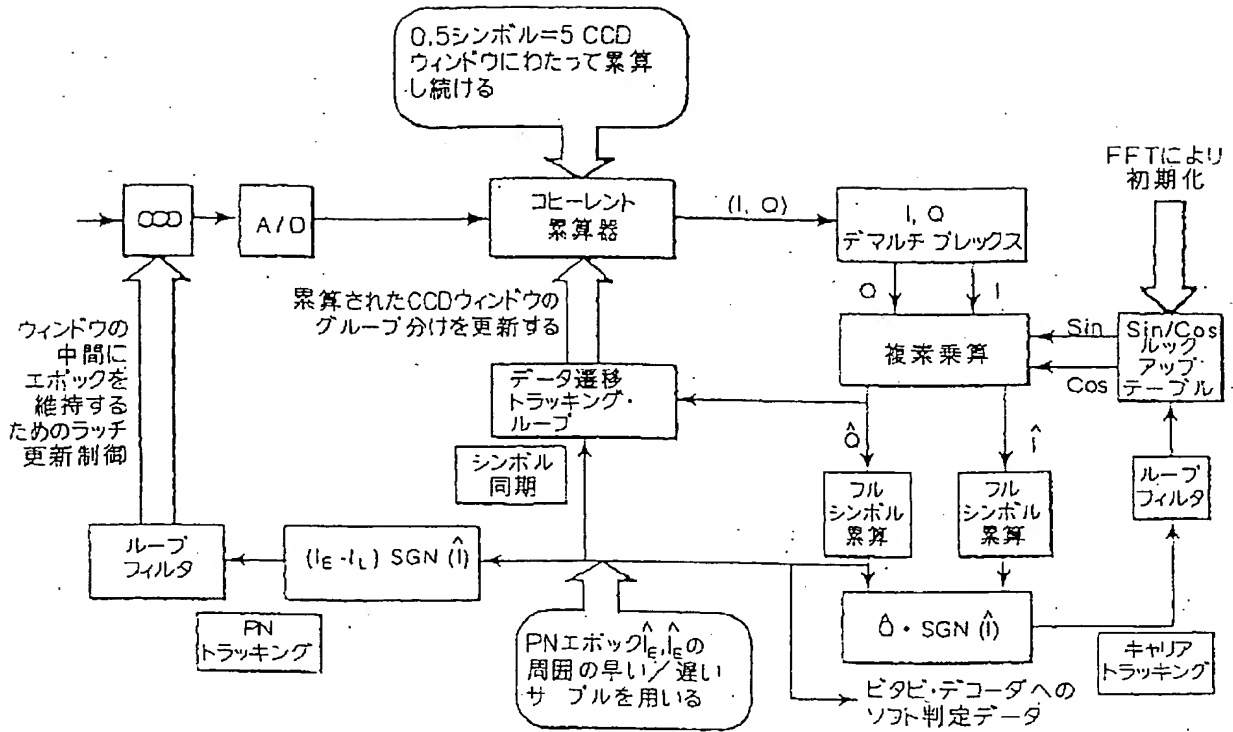 0.5シンボル=5 CCD
ウィンドウにわたって累算
し続ける
FFTにより
初期化
CCD
A/D
コヒーレント
累算器
(I, Q)
I, Q
デマルチ プレックス
Q
I
累算されたCCDウィンドウの
グループ分けを更新する
ウィンドウの
中間に
エポックを
維持する
ためのラッチ
更新制御
複素乗算
Sin
Cos
Sin/Cos
ルック
アップ
テーブル
データ遷移
トラッキング・
ループ
シンボル
同期
Q̂
Î
フル
シンボル
累算
フル
シンボル
累算
ループ
フィルタ
ループ
フィルタ
(I_E - I_L) SGN (Î)
Q̂・SGN (Î)
PN
トラッキング
PNエポックÎ_E, Î_Eの
周囲の早い/遅い
サプルを用いる
キャリア
トラッキング
ビタビ・デコーダへの
ソフト判定データ